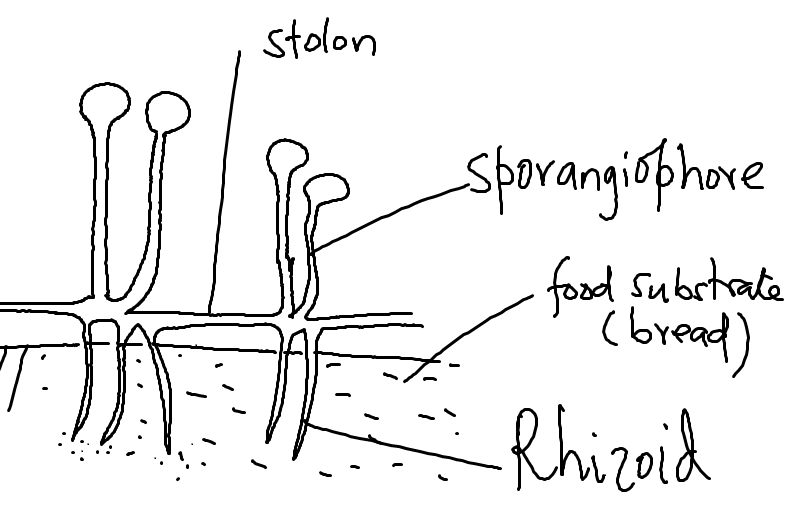 stolon
sporangiophore
food substrate
(bread)
Rhizoid